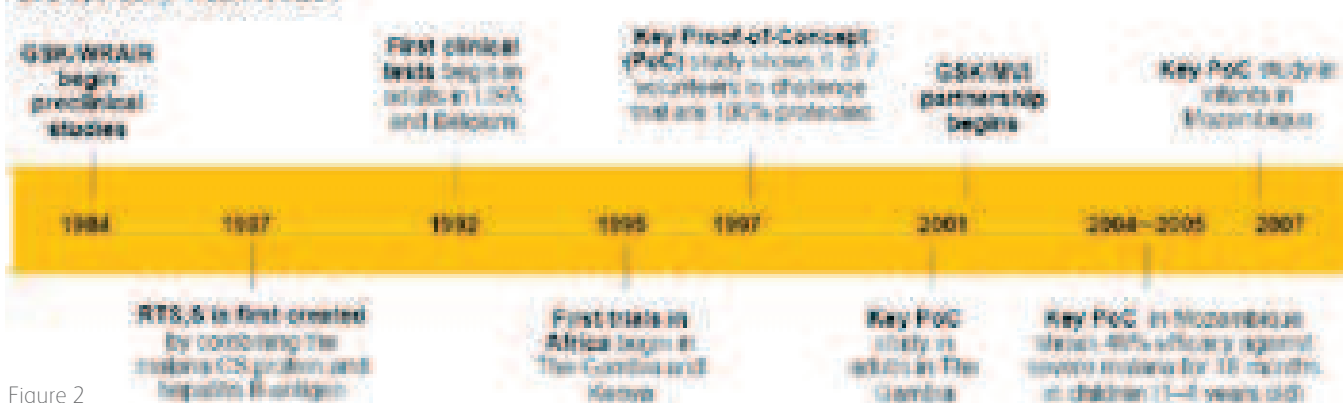 GSK/WRAIR
begin
preclinical
studies
First clinical
tests begin in
adults in USA
and Belgium
Key Proof-of-Concept
(PoC) study shows 6 of 7
volunteers in challenge
trial are 100% protected
GSK/MVI
partnership
begins
Key PoC study in
infants in
Mozambique
1984 1987 1992 1995 1997 2001 2004–2005 2007
RTS,S is first created
by combining the
malaria CS protein and
hepatitis B antigen
First trials in
Africa begin in
The Gambia and
Kenya
Key PoC
study in
adults in The
Gambia
Key PoC in Mozambique
shows efficacy against
severe malaria for 18 months
in children (1–4 years old)
Figure 2